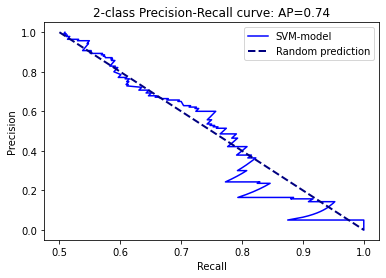 2-class Precision-Recall curve: AP=0.74
SVM-model
Random prediction
Precision
1.0
0.8
0.6
0.4
0.2
0.0
0.5 0.6 0.7 0.8 0.9 1.0
Recall